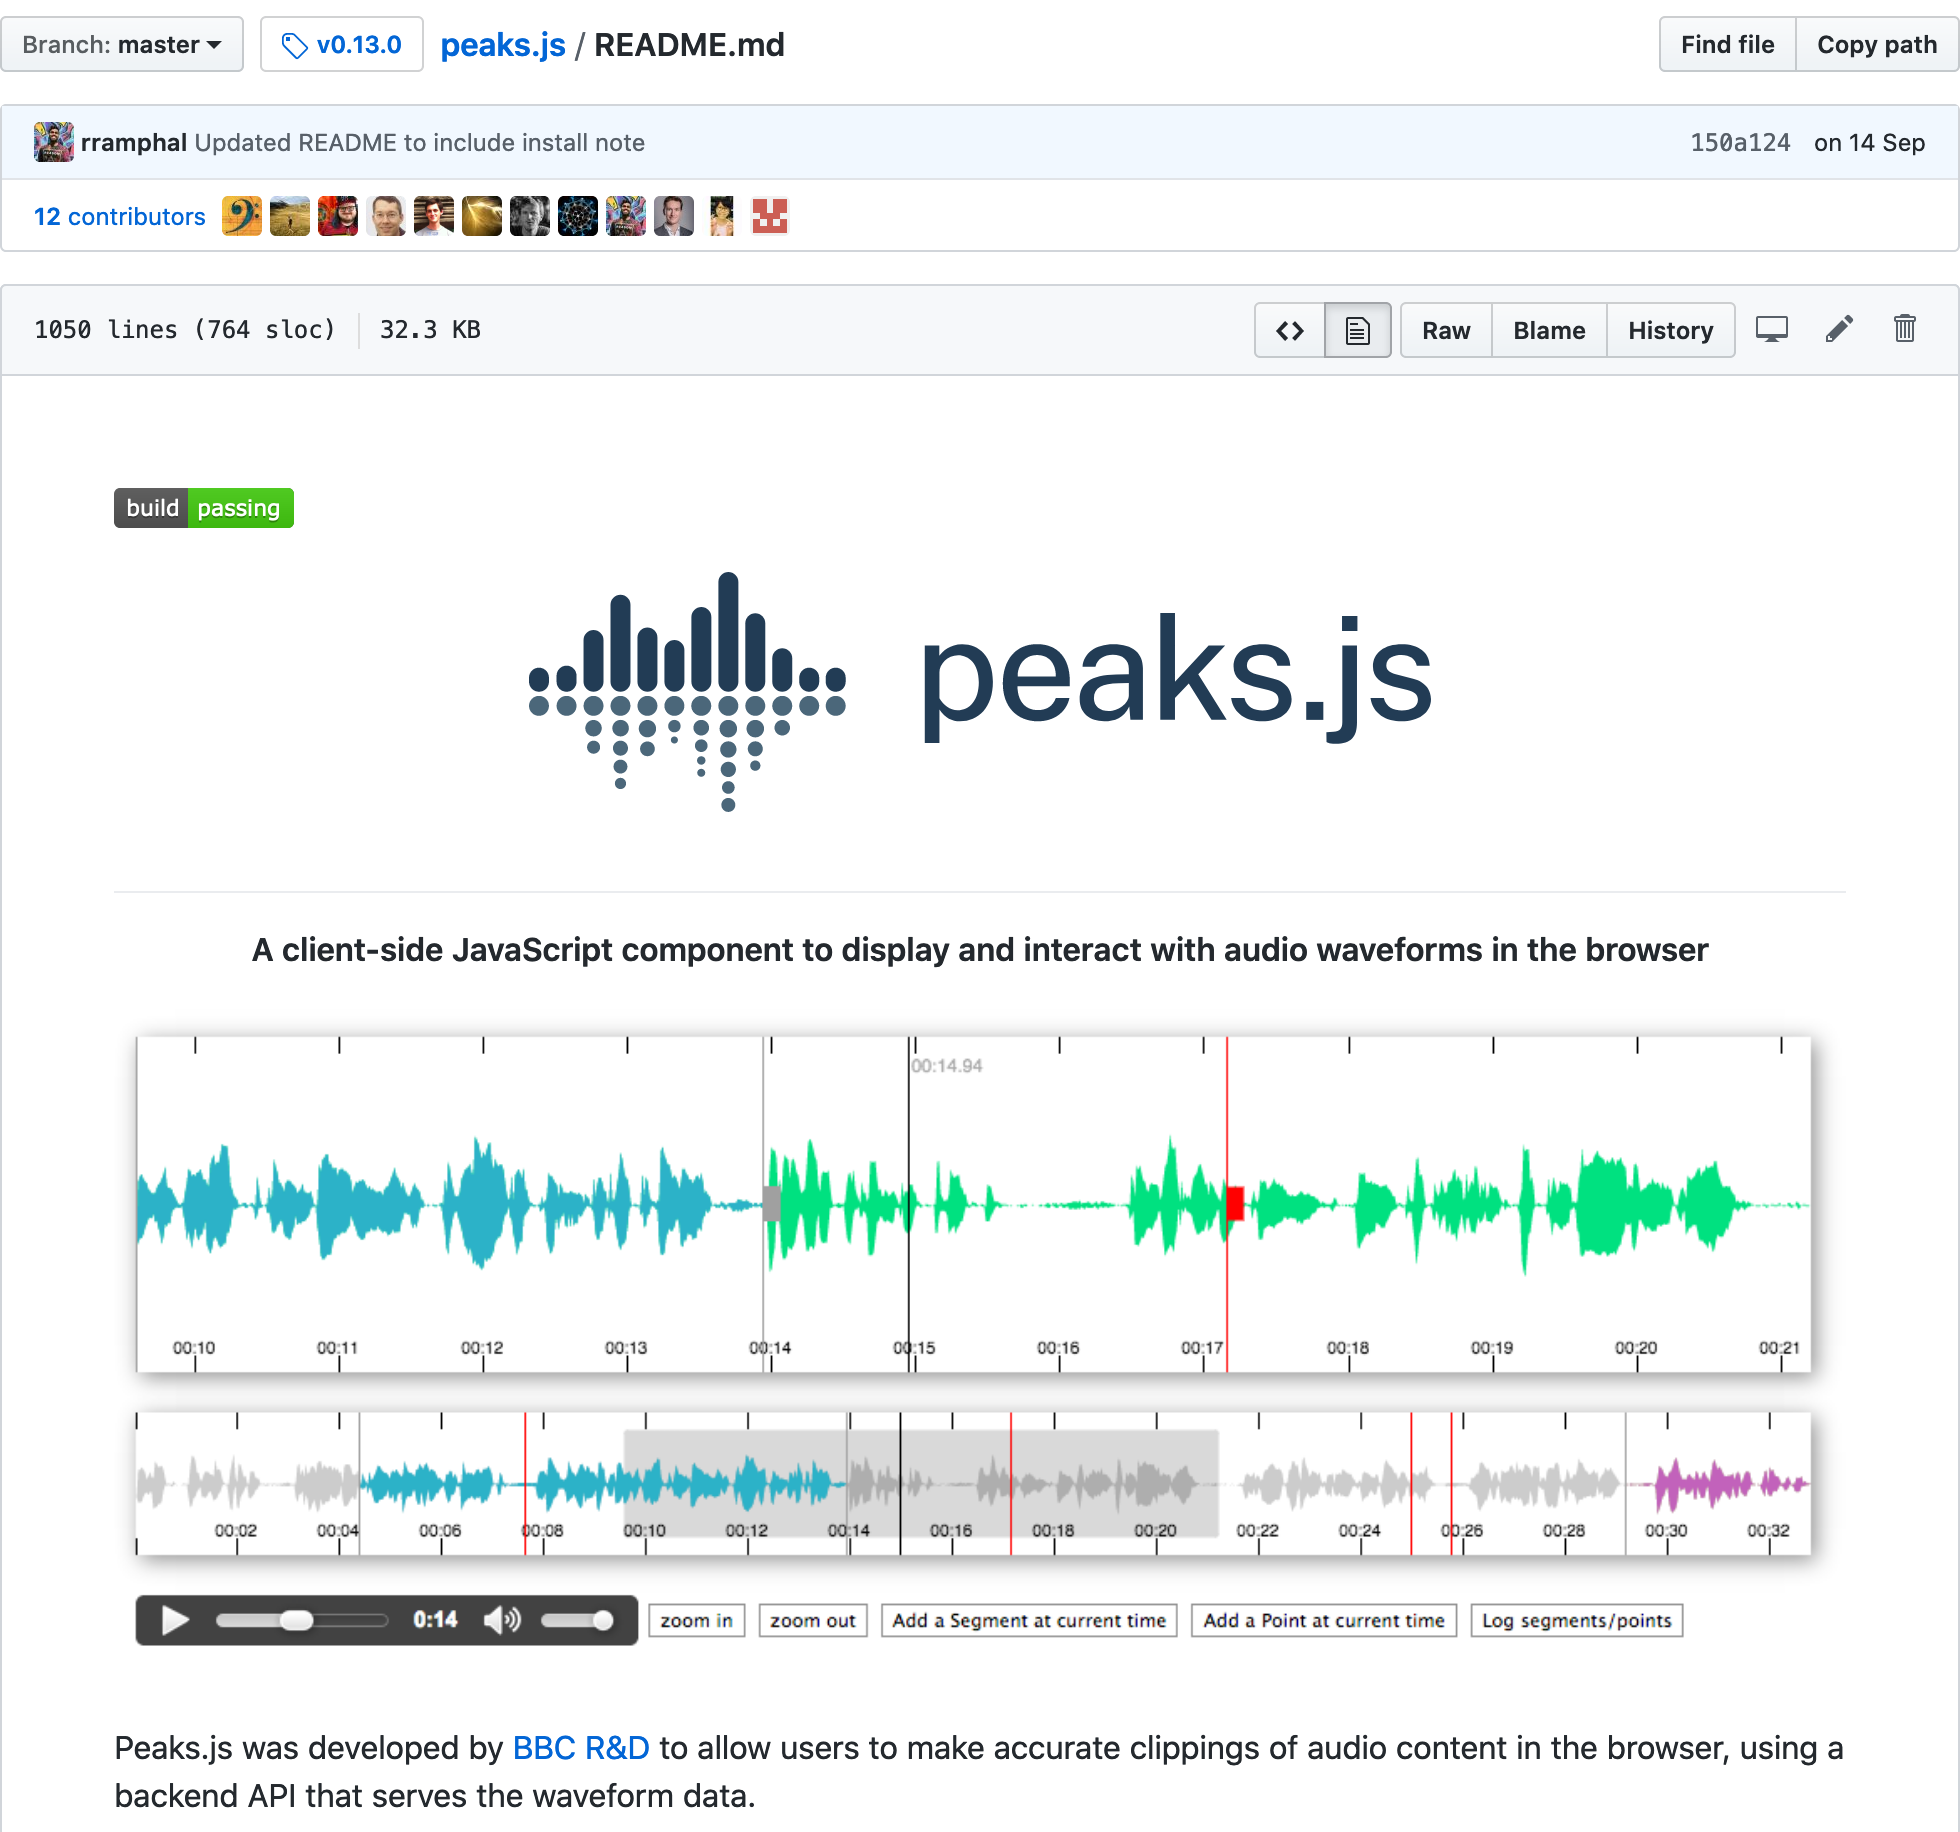 Branch: master v0.13.0 peaks.js / README.md Find file Copy path
rramphal Updated README to include install note 150a124 on 14 Sep
12 contributors
1050 lines (764 sloc) 32.3 KB Raw Blame History
build passing
peaks.js
A client-side JavaScript component to display and interact with audio waveforms in the browser
00:14.94
00:10 00:11 00:12 00:13 00:14 00:15 00:16 00:17 00:18 00:19 00:20 00:21
00:02 00:04 00:06 00:08 00:10 00:12 00:14 00:16 00:18 00:20 00:22 00:24 00:26 00:28 00:30 00:32
0:14 zoom in zoom out Add a Segment at current time Add a Point at current time Log segments/points
Peaks.js was developed by BBC R&D to allow users to make accurate clippings of audio content in the browser, using a
backend API that serves the waveform data.